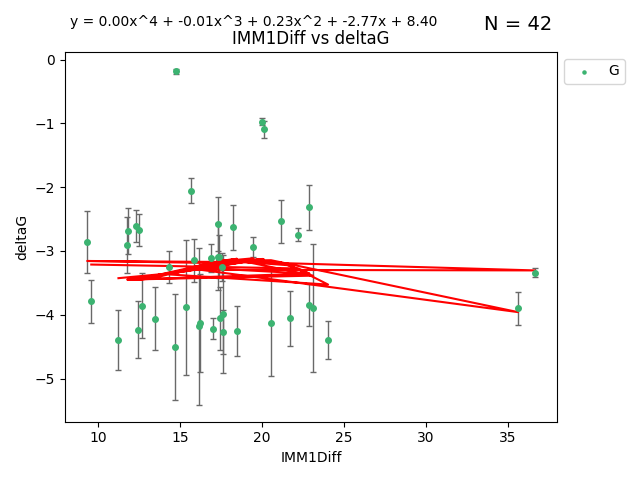 y = 0.00x^4 + -0.01x^3 + 0.23x^2 + -2.77x + 8.40
N = 42
IMM1Diff vs deltaG
G
deltaG
0
−1
−2
−3
−4
−5
10 15 20 25 30 35
IMM1Diff